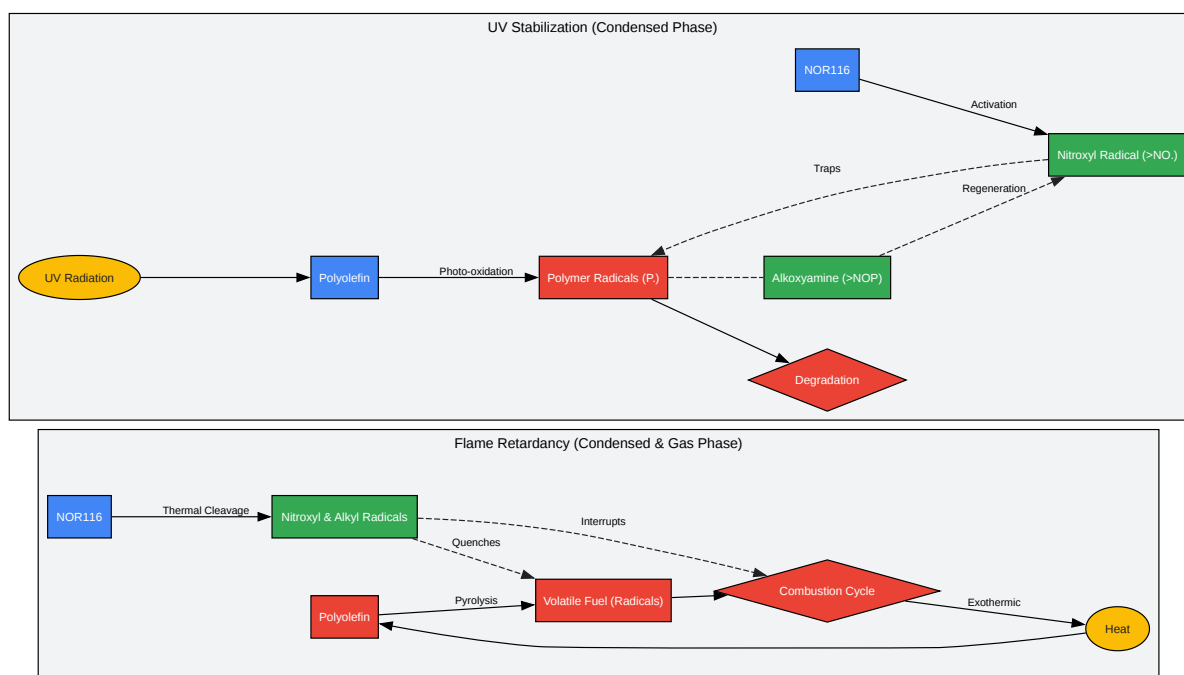 UV Stabilization (Condensed Phase)
NOR116
Activation
Nitroxyl Radical (>NO.)
Traps
Regeneration
UV Radiation
Polyolefin
Photo-oxidation
Polymer Radicals (P.)
Alkoxyamine (>NOP)
Degradation
Flame Retardancy (Condensed & Gas Phase)
NOR116
Thermal Cleavage
Nitroxyl & Alkyl Radicals
Interrupts
Quenches
Polyolefin
Pyrolysis
Volatile Fuel (Radicals)
Combustion Cycle
Exothermic
Heat